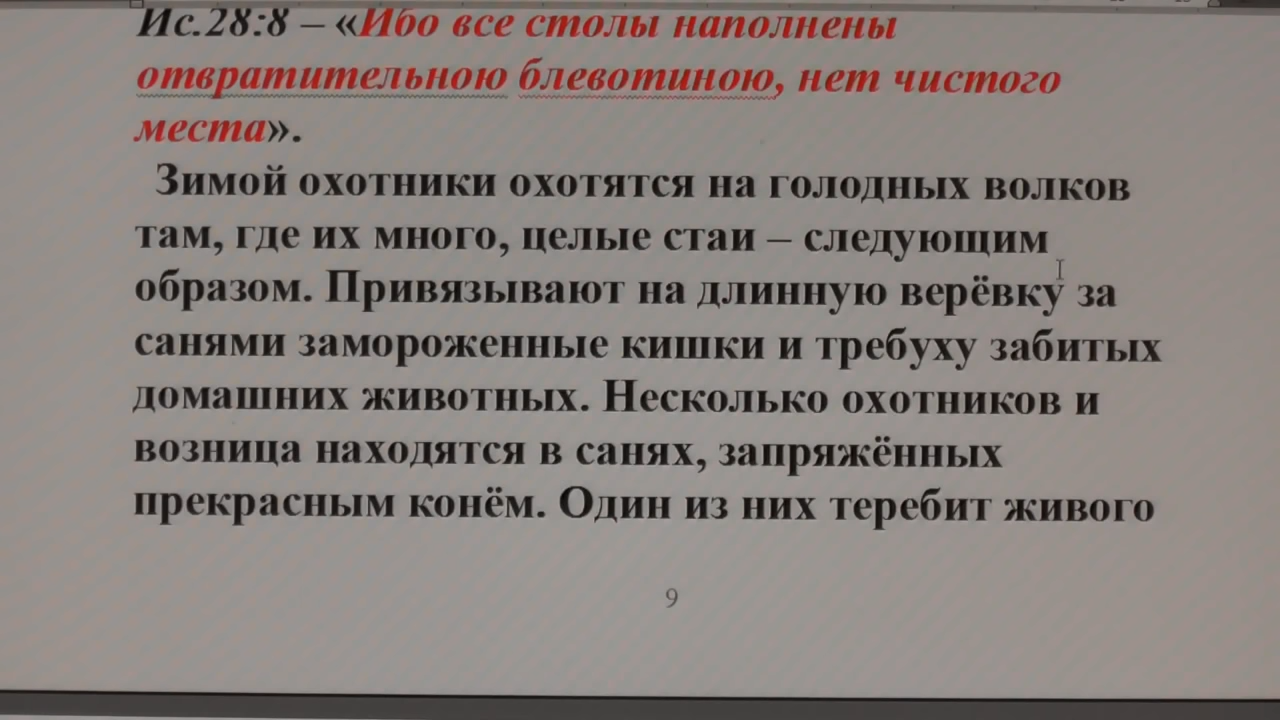 Ис.28:8 – «Ибо все столы наполнены
отвратительною блевотиною, нет чистого
места».
Зимой охотники охотятся на голодных волков
там, где их много, целые стаи – следующим
образом. Привязывают на длинную верёвку за
санями замороженные кишки и требуху забитых
домашних животных. Несколько охотников и
возница находятся в санях, запряжённых
прекрасным конём. Один из них теребит живого
9